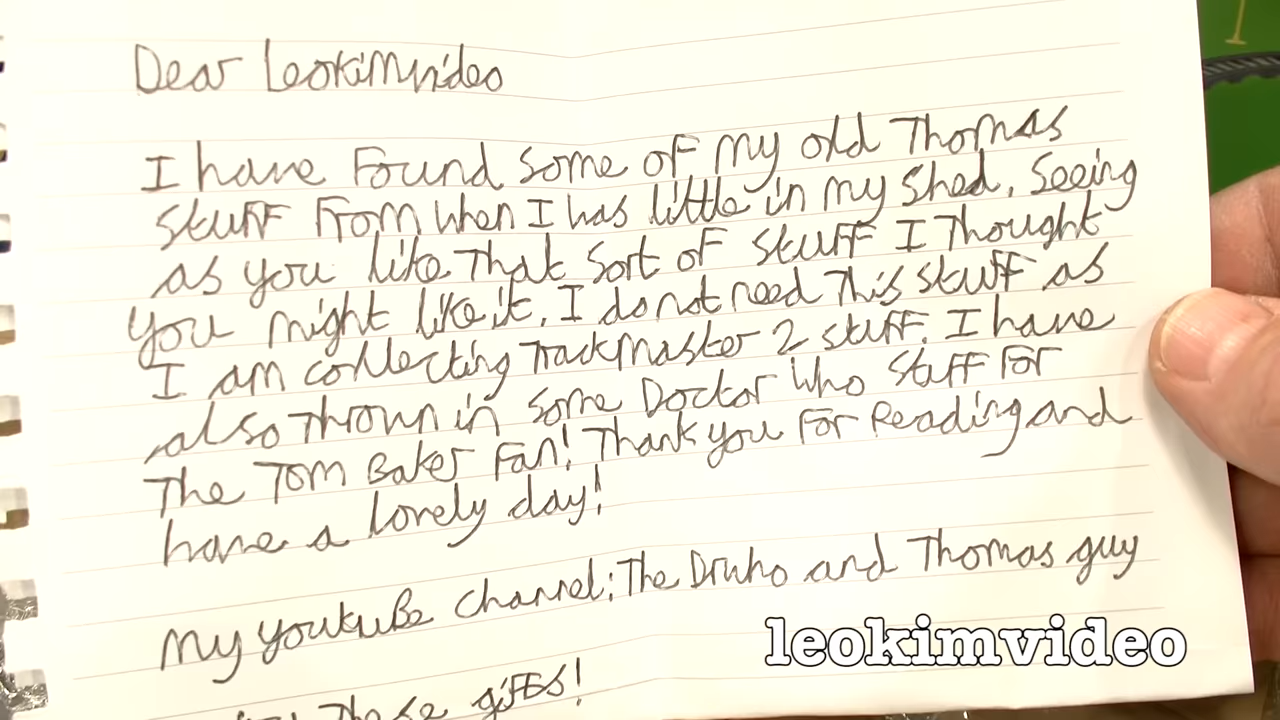 Dear Leokimvideo
I have Found some of my old Thomas
stuff From when I has little in my shed. Seeing
as you like That sort of stuff I Thought
you might like it. I do not need This stuff as
I am collecting Trackmaster 2 stuff. I have
also thrown in some Doctor Who stuff for
The Tom Baker Fan! Thank you For Reading and
have a lovely day!
My youtube channel: The Drwho and Thomas guy
These gifts!
leokimvideo